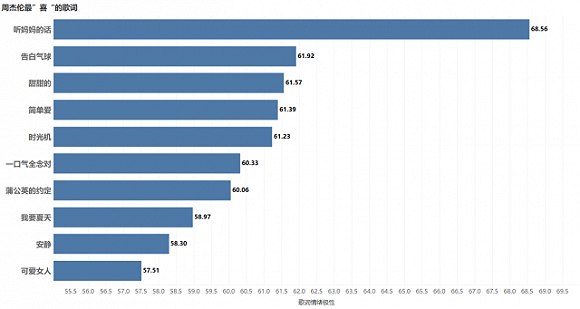 周杰伦最”喜“的歌词
听妈妈的话 68.56
告白气球 61.92
甜甜的 61.57
简单爱 61.39
时光机 61.23
一口气全念对 60.33
蒲公英的约定 60.06
我要夏天 58.97
安静 58.30
可爱女人 57.51
55.5 56.0 56.5 57.0 57.5 58.0 58.5 59.0 59.5 60.0 60.5 61.0 61.5 62.0 62.5 63.0 63.5 64.0 64.5 65.0 65.5 66.0 66.5 67.0 67.5 68.0 68.5 69.0 69.5
歌词情绪极性